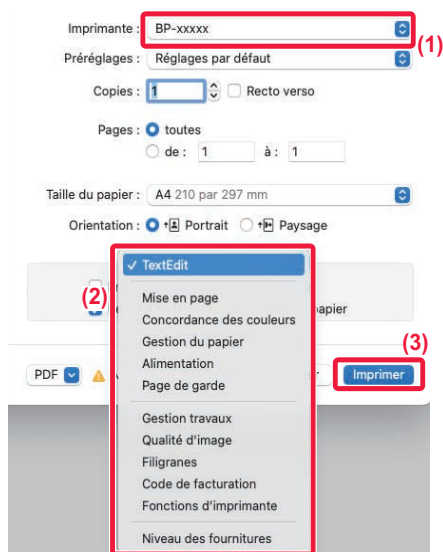 Imprimante : BP-xxxxx
(1)
Préréglages : Réglages par défaut
Copies : 1 Recto verso
Pages : toutes
de : 1 à : 1
Taille du papier : A4 210 par 297 mm
Orientation : Portrait Paysage
TextEdit
(2)
Mise en page
papier
Concordance des couleurs
Gestion du papier
(3)
Alimentation
PDF
Imprimer
Page de garde
Gestion travaux
Qualité d'image
Filigranes
Code de facturation
Fonctions d'imprimante
Niveau des fournitures